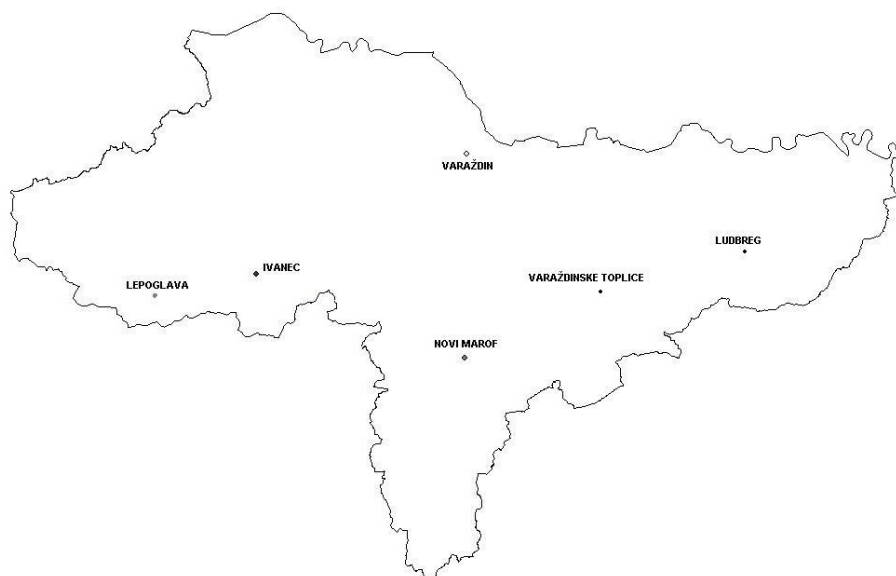 VARAŽDIN
LUDBREG
IVANEC
VARAŽDINSKE TOPLICE
LEPOGLAVA
NOVI MAROF